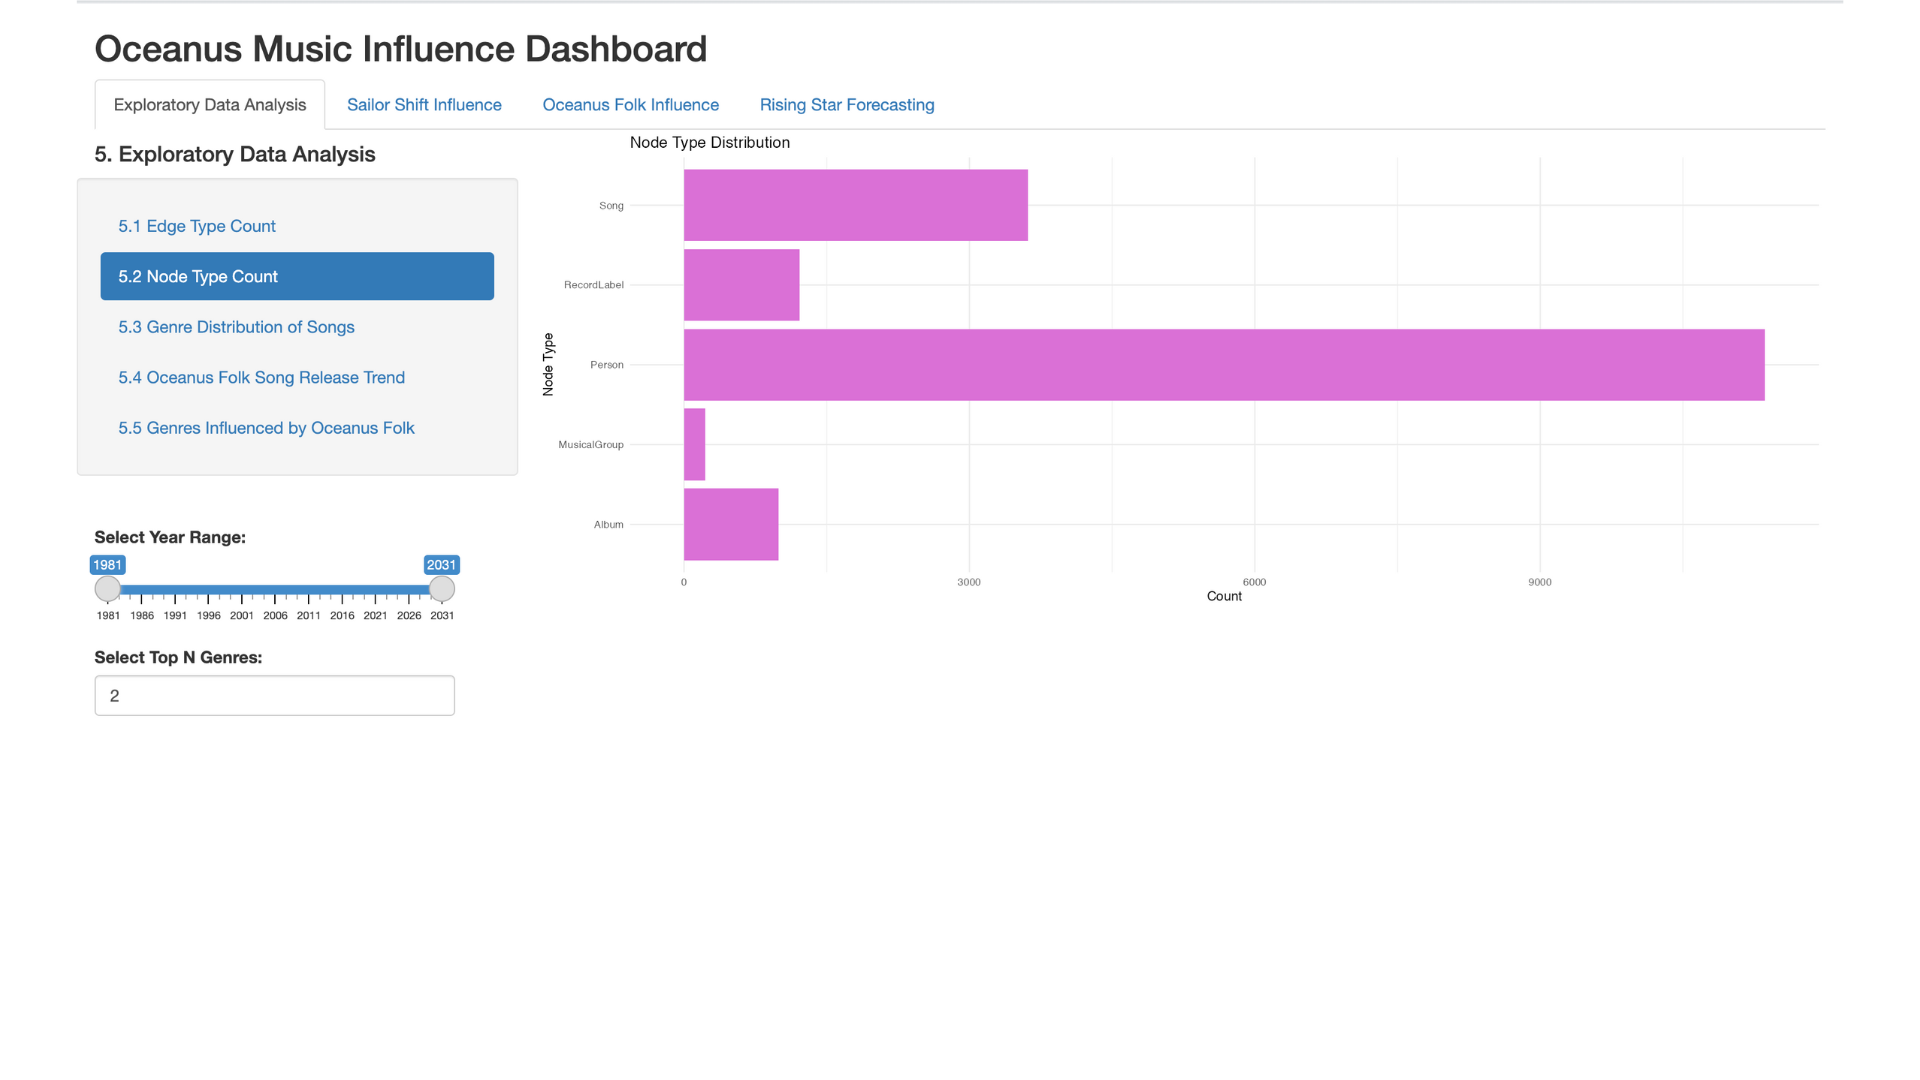 Oceanus Music Influence Dashboard
Exploratory Data Analysis
Sailor Shift Influence
Oceanus Folk Influence
Rising Star Forecasting
5. Exploratory Data Analysis
5.1 Edge Type Count
5.2 Node Type Count
5.3 Genre Distribution of Songs
5.4 Oceanus Folk Song Release Trend
5.5 Genres Influenced by Oceanus Folk
Select Year Range:
1981 2031
1981 1986 1991 1996 2001 2006 2011 2016 2021 2026 2031
Select Top N Genres:
2
Node Type Distribution
Node Type
Song
RecordLabel
Person
MusicalGroup
Album
0 3000 6000 9000
Count